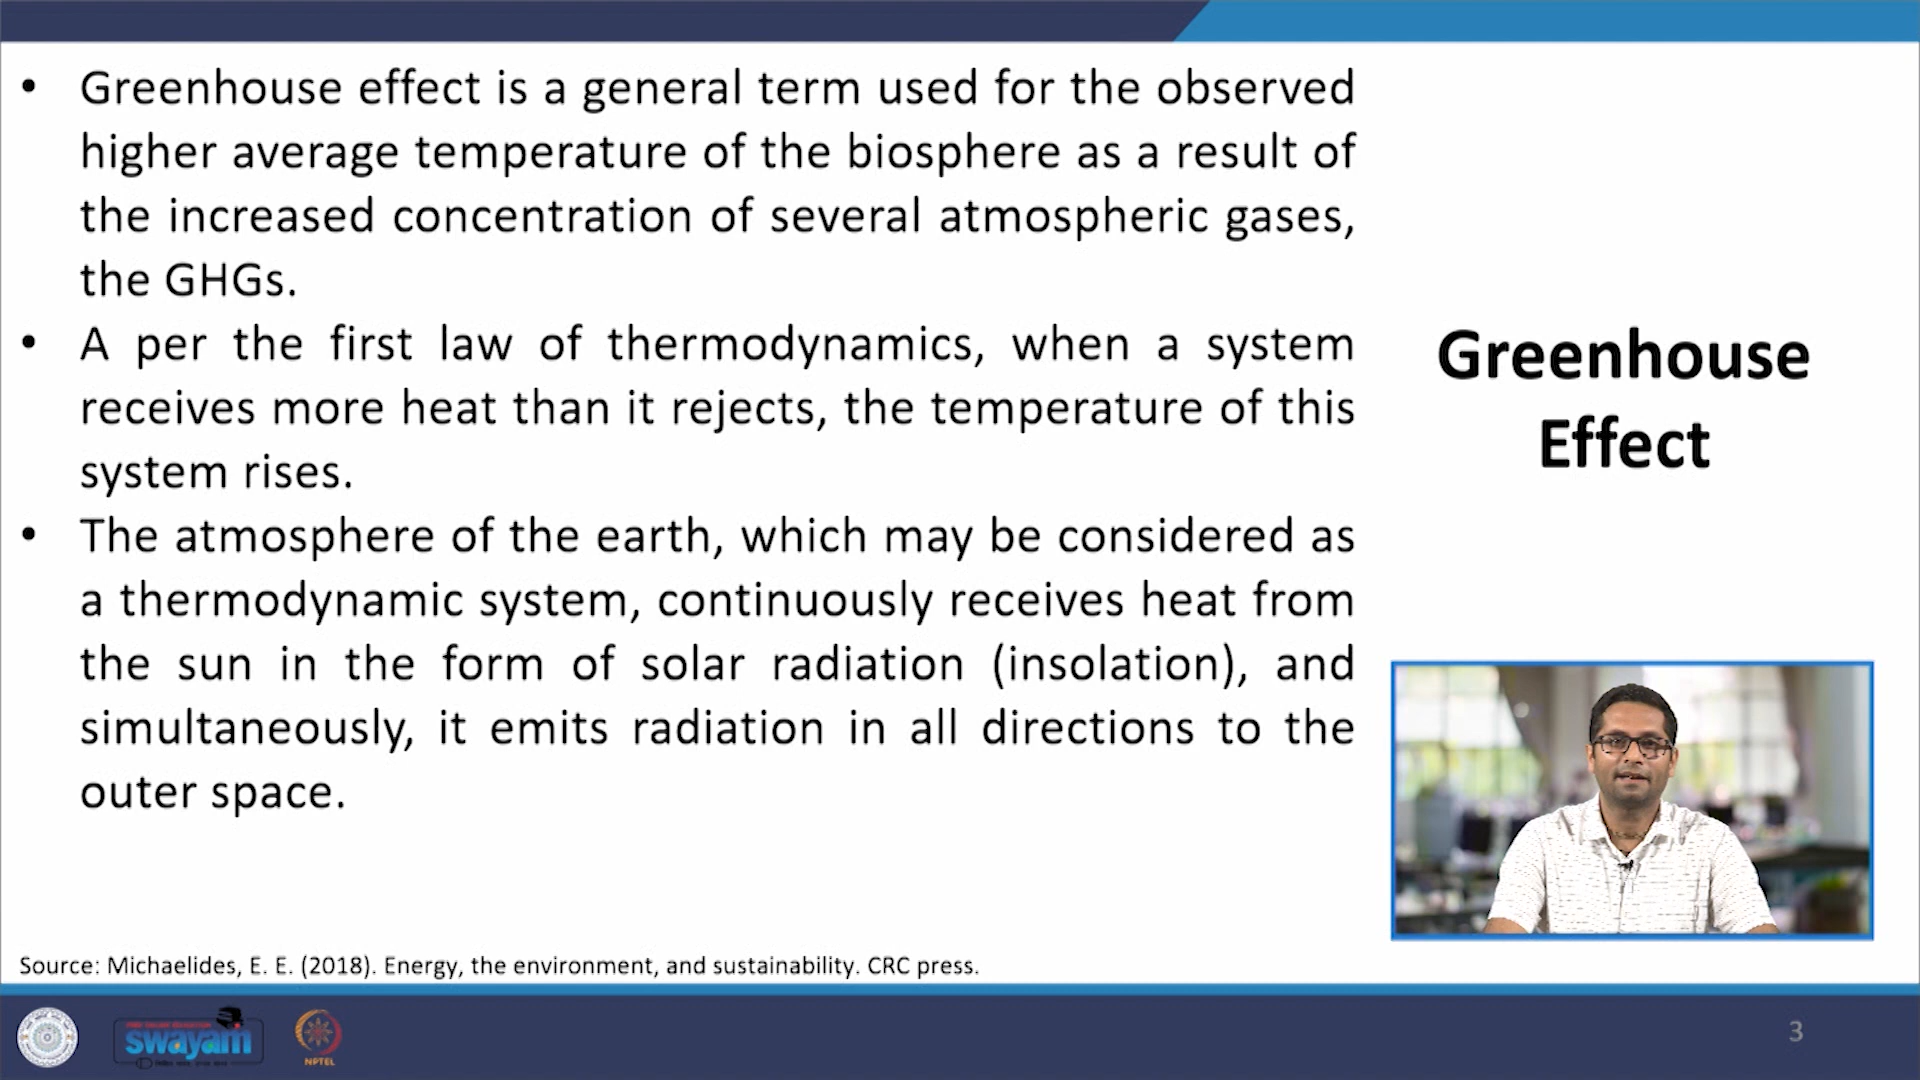 • Greenhouse effect is a general term used for the observed
higher average temperature of the biosphere as a result of
the increased concentration of several atmospheric gases,
the GHGs.
• A per the first law of thermodynamics, when a system
receives more heat than it rejects, the temperature of this
system rises.
• The atmosphere of the earth, which may be considered as
a thermodynamic system, continuously receives heat from
the sun in the form of solar radiation (insolation), and
simultaneously, it emits radiation in all directions to the
outer space.
Greenhouse
Effect
Source: Michaelides, E. E. (2018). Energy, the environment, and sustainability. CRC press.
swayam
NPTEL
3